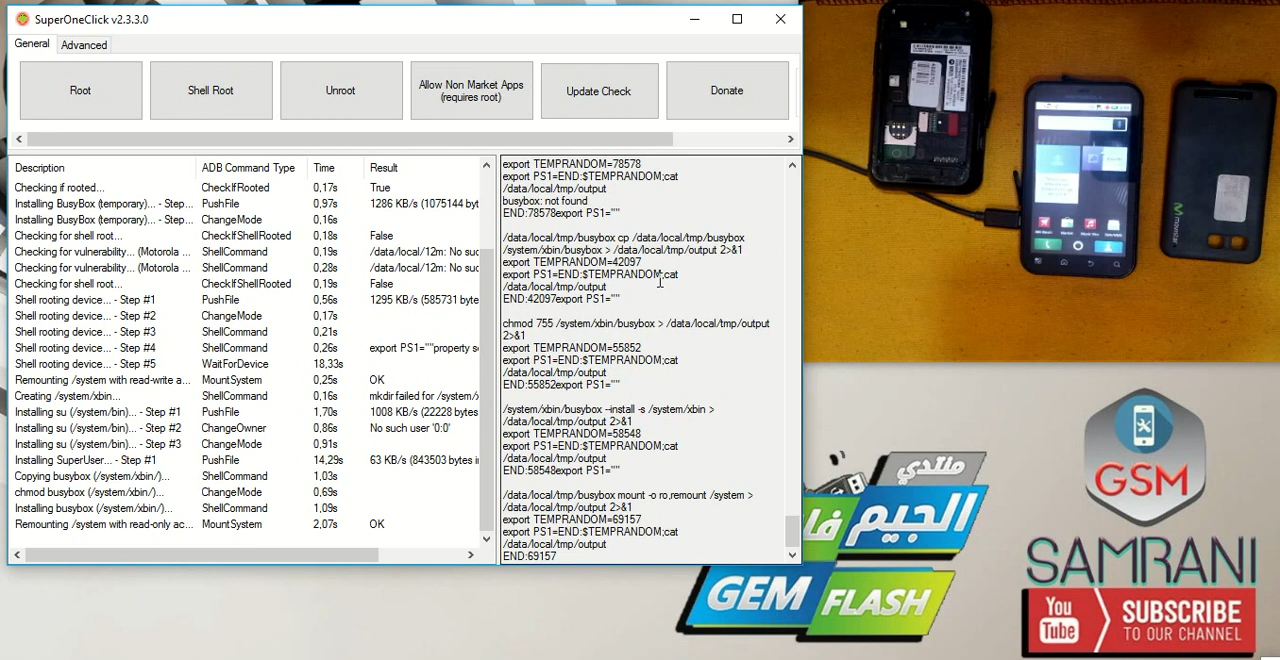 SuperOneClick v2.3.3.0
General
Advanced
Root
Shell Root
Unroot
Allow Non Market Apps
(requires root)
Update Check
Donate
Description ADB Command Type Time Result
Checking if rooted... CheckIfRooted 0,17s True
Installing BusyBox (temporary)... - Step... PushFile 0,97s 1286 KB/s (1075144 byt
Installing BusyBox (temporary)... - Step... ChangeMode 0,16s
Checking for shell root... CheckIfShellRooted 0,18s False
Checking for vulnerability... (Motorola ShellCommand 0,19s /data/local/12m: No suc
Checking for vulnerability... (Motorola ShellCommand 0,28s /data/local/12m: No suc
Checking for shell root... CheckIfShellRooted 0,19s False
Shell rooting device... - Step #1 PushFile 0,56s 1295 KB/s (585731 byte
Shell rooting device... - Step #2 ChangeMode 0,17s
Shell rooting device... - Step #3 ShellCommand 0,21s
Shell rooting device... - Step #4 ShellCommand 0,26s export PS1=""property se
Shell rooting device... - Step #5 WaitForDevice 18,33s
Remounting /system with read-write a... MountSystem 0,25s OK
Creating /system/xbin... ShellCommand 0,16s mkdir failed for /system/x
Installing su (/system/bin)... - Step #1 PushFile 1,70s 1008 KB/s (22228 bytes
Installing su (/system/bin)... - Step #2 ChangeOwner 0,86s No such user '0:0'
Installing su (/system/bin)... - Step #3 ChangeMode 0,91s
Installing SuperUser... - Step #1 PushFile 14,29s 63 KB/s (843503 bytes i
Copying busybox (/system/xbin/)... ShellCommand 1,03s
chmod busybox (/system/xbin/)... ChangeMode 0,69s
Installing busybox (/system/xbin/)... ShellCommand 1,09s
Remounting /system with read-only ac... MountSystem 2,07s OK
export TEMPRANDOM=78578
export PS1=END:$TEMPRANDOM;cat
/data/local/tmp/output
busybox: not found
END:78578export PS1=""
/data/local/tmp/busybox cp /data/local/tmp/busybox
/system/xbin/busybox > /data/local/tmp/output 2>&1
export TEMPRANDOM=42097
export PS1=END:$TEMPRANDOM;cat
/data/local/tmp/output
END:42097export PS1=""
chmod 755 /system/xbin/busybox > /data/local/tmp/output
2>&1
export TEMPRANDOM=55852
export PS1=END:$TEMPRANDOM;cat
/data/local/tmp/output
END:55852export PS1=""
/system/xbin/busybox --install -s /system/xbin >
/data/local/tmp/output 2>&1
export TEMPRANDOM=58548
export PS1=END:$TEMPRANDOM;cat
/data/local/tmp/output
END:58548export PS1=""
/data/local/tmp/busybox mount -o ro,remount /system >
/data/local/tmp/output 2>&1
export TEMPRANDOM=69157
export PS1=END:$TEMPRANDOM;cat
/data/local/tmp/output
END:69157
movistar
منتدي
الجيم فلا
GEM FLASH
GSM
SAMRANI
You
Tube
SUBSCRIBE
TO OUR CHANNEL